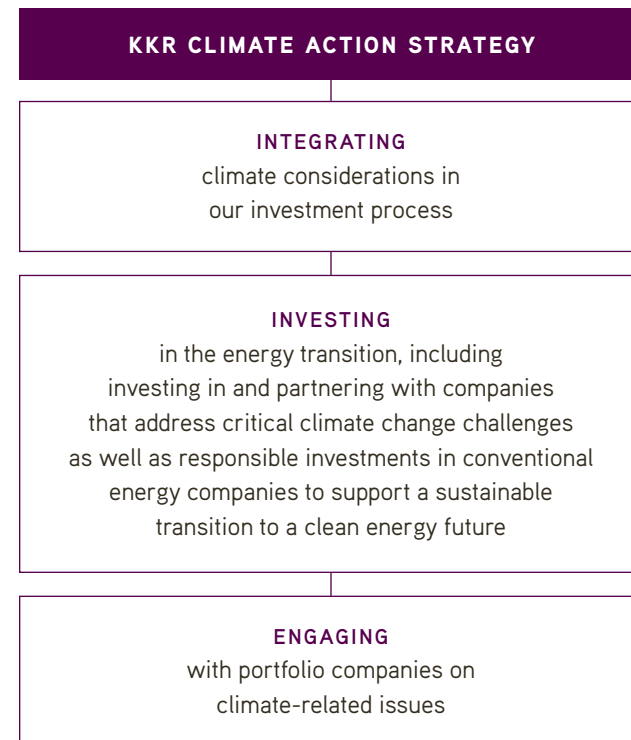 KKR CLIMATE ACTION STRATEGY
INTEGRATING
climate considerations in
our investment process
INVESTING
in the energy transition, including
investing in and partnering with companies
that address critical climate change challenges
as well as responsible investments in conventional
energy companies to support a sustainable
transition to a clean energy future
ENGAGING
with portfolio companies on
climate-related issues